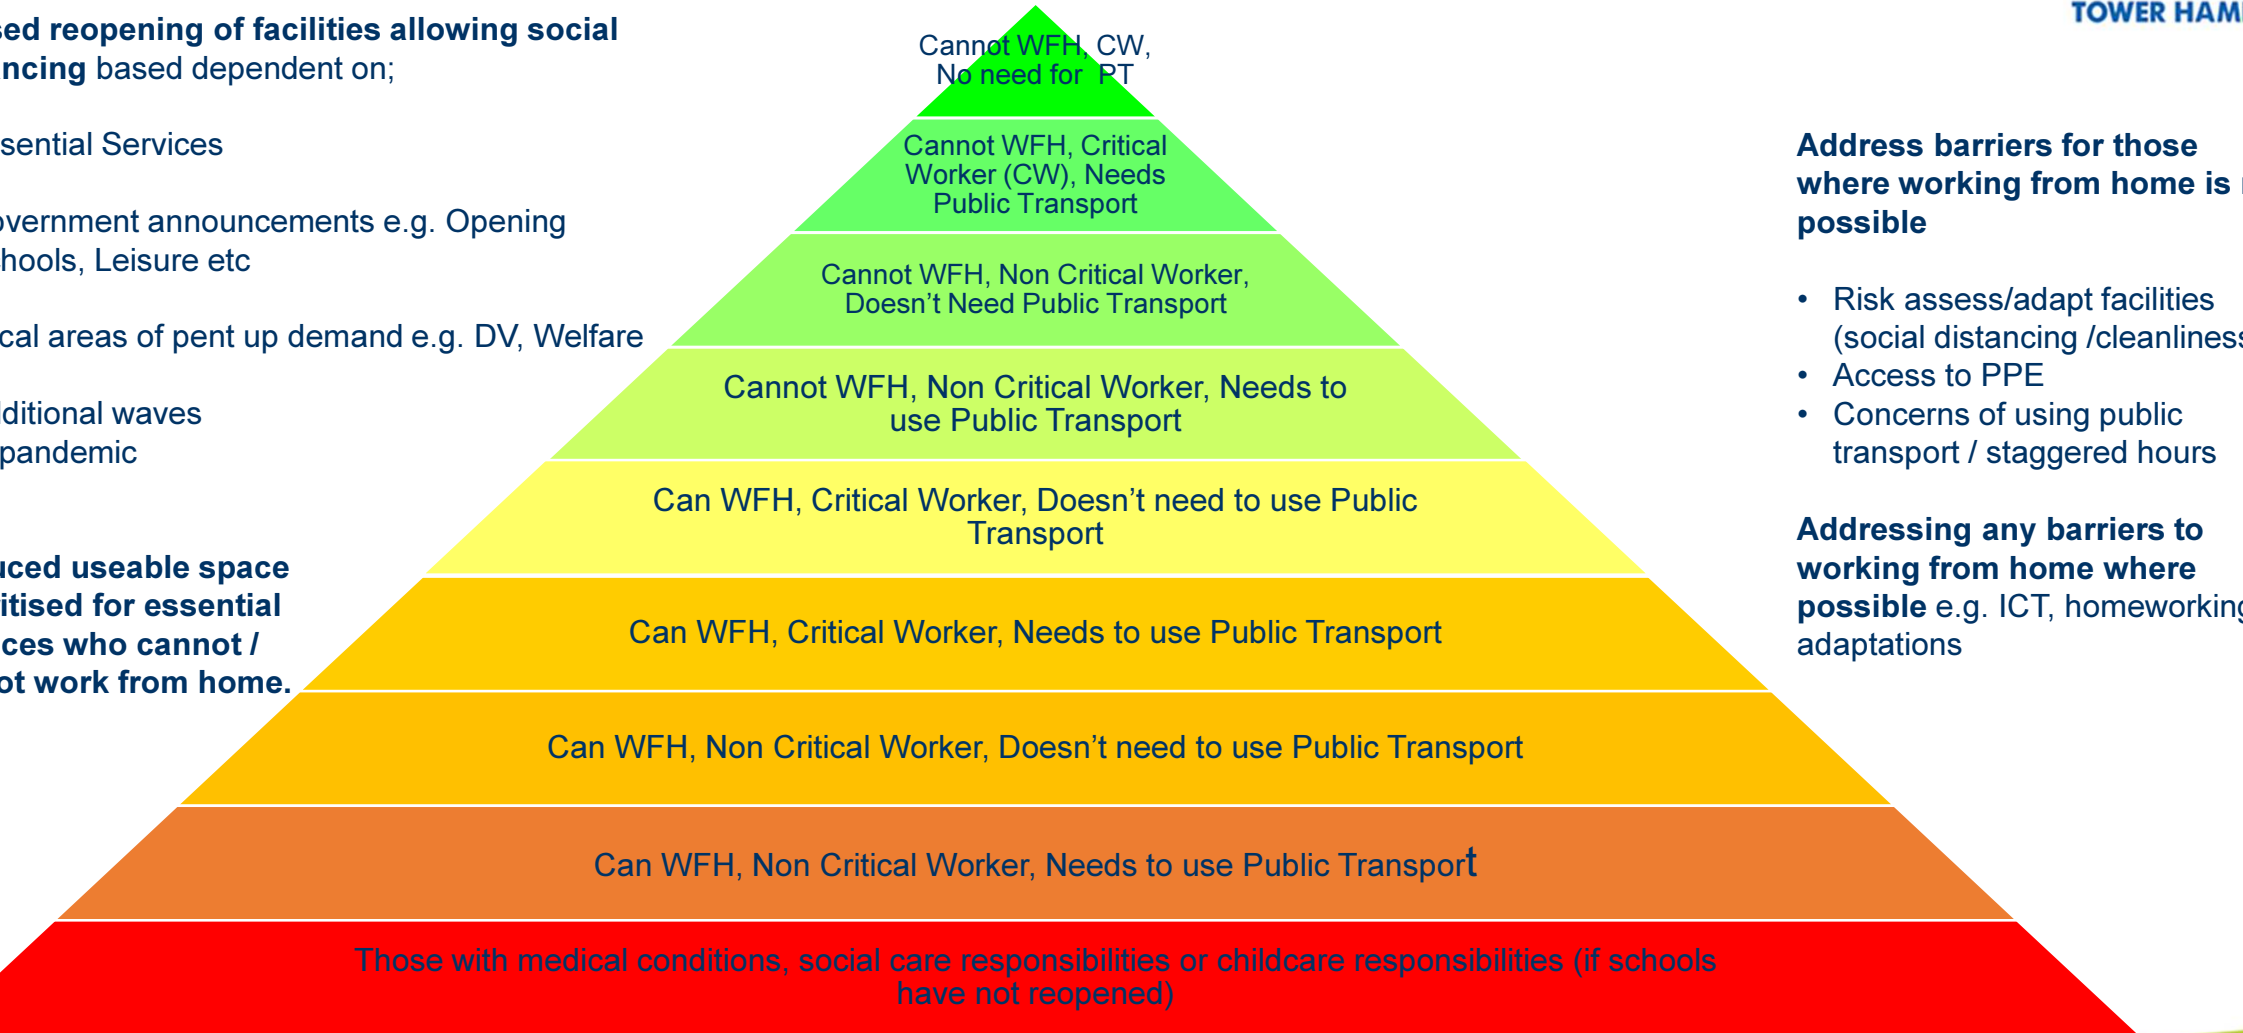 TOWER HAM
sed reopening of facilities allowing social
ancing based dependent on;
sential Services
overnment announcements e.g. Opening
hools, Leisure etc
ical areas of pent up demand e.g. DV, Welfare
dditional waves
pandemic
uced useable space
ritised for essential
ices who cannot /
ot work from home.
Cannot WFH, CW,
No need for PT
Cannot WFH, Critical
Worker (CW), Needs
Public Transport
Cannot WFH, Non Critical Worker,
Doesn’t Need Public Transport
Cannot WFH, Non Critical Worker, Needs to
use Public Transport
Can WFH, Critical Worker, Doesn’t need to use Public
Transport
Can WFH, Critical Worker, Needs to use Public Transport
Can WFH, Non Critical Worker, Doesn’t need to use Public Transport
Can WFH, Non Critical Worker, Needs to use Public Transport
Those with medical conditions, social care responsibilities or childcare responsibilities (if schools
have not reopened)
Address barriers for those
where working from home is
possible
• Risk assess/adapt facilities
(social distancing /cleanliness
• Access to PPE
• Concerns of using public
transport / staggered hours
Addressing any barriers to
working from home where
possible e.g. ICT, homeworking
adaptations